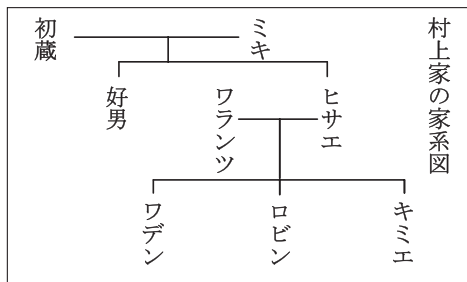 村上家の家系図
ミキ
初蔵
ヒサエ
ワランツ
好男
キミエ
ロビン
ワデン